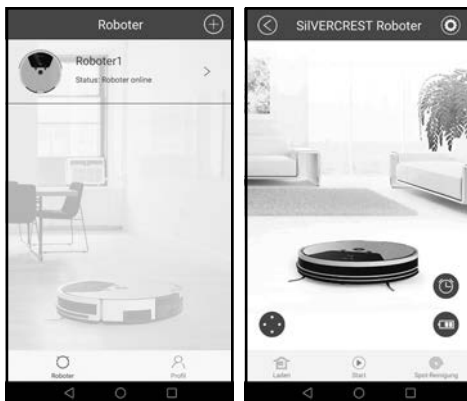 Roboter
Roboter1
Status: Roboter online
Roboter
Profil
SilVERCREST Roboter
Laden
Start
Spot-Reinigung